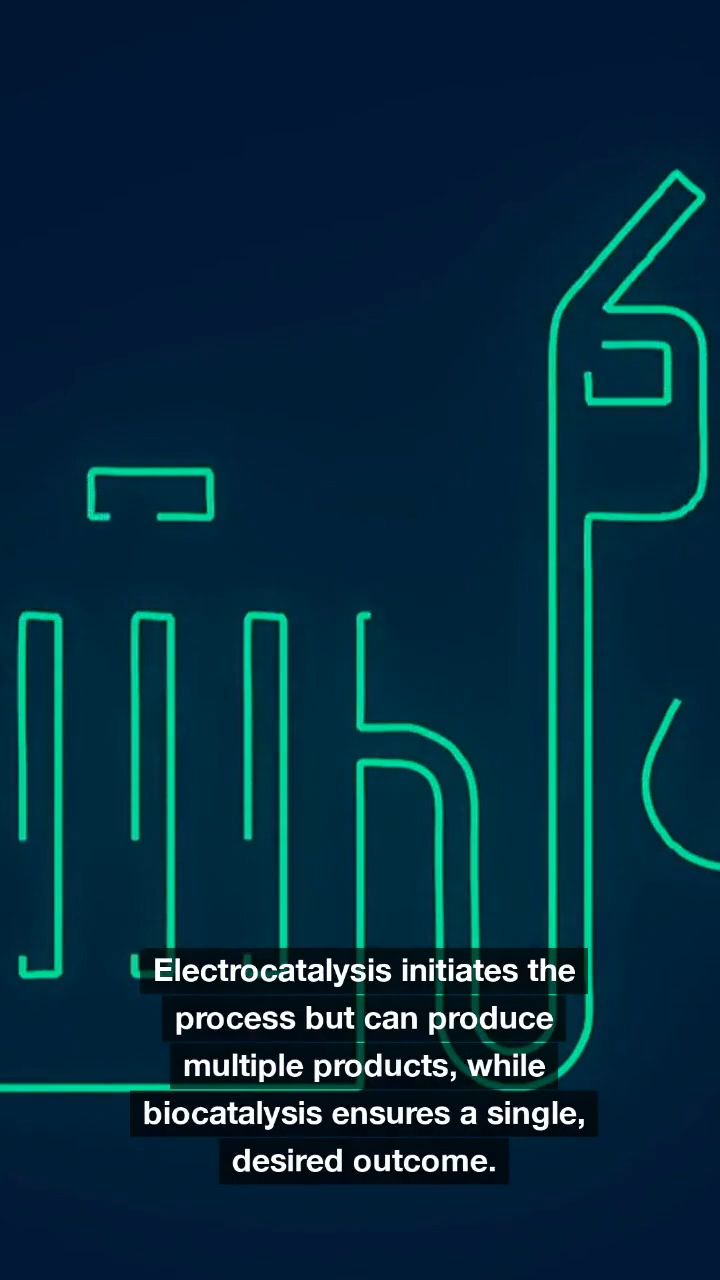 Electrocatalysis initiates the
process but can produce
multiple products, while
biocatalysis ensures a single,
desired outcome.